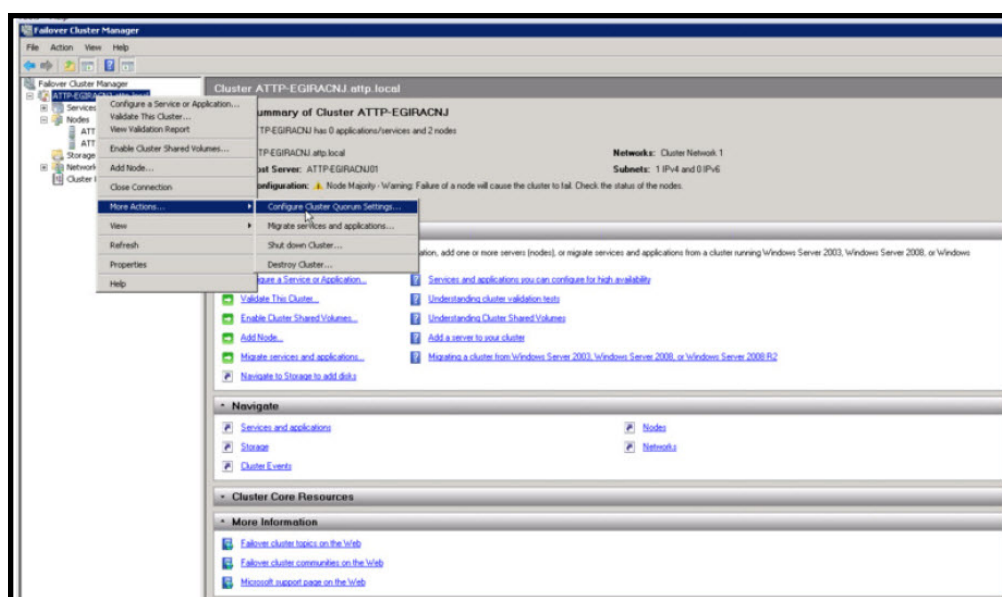 Failover Cluster Manager
File Action View Help
Failover Cluster Manager
ATTP-EGIRACNJ.attp.local
Services
Nodes
ATT
ATT
Storage
Network
Cluster
Configure a Service or Application...
Validate This Cluster...
View Validation Report
Enable Cluster Shared Volumes...
Add Node...
Close Connection
More Actions...
View
Refresh
Properties
Help
Configure Cluster Quorum Settings...
Migrate services and applications...
Shut down Cluster...
Destroy Cluster...
Cluster ATTP-EGIRACNJ.attp.local
ummary of Cluster ATTP-EGIRACNJ
TP-EGIRACNJ has 0 applications/services and 2 nodes
TP-EGIRACNJ.attp.local Networks: Cluster Network 1
ost Server: ATTP-EGIRACNJ01 Subnets: 1 IPv4 and 0 IPv6
onfiguration: Node Majority - Warning: Failure of a node will cause the cluster to fail. Check the status of the nodes.
ation, add one or more servers (nodes), or migrate services and applications from a cluster running Windows Server 2003, Windows Server 2008, or Windows
igure a Service or Application... Services and applications you can configure for high availability
Validate This Cluster... Understanding cluster validation tests
Enable Cluster Shared Volumes... Understanding Cluster Shared Volumes
Add Node... Add a server to your cluster
Migrate services and applications... Migrating a cluster from Windows Server 2003, Windows Server 2008, or Windows Server 2008 R2
Navigate to Storage to add disks
Navigate
Services and applications Nodes
Storage Networks
Cluster Events
Cluster Core Resources
More Information
Failover cluster topics on the Web
Failover cluster communities on the Web
Microsoft support page on the Web